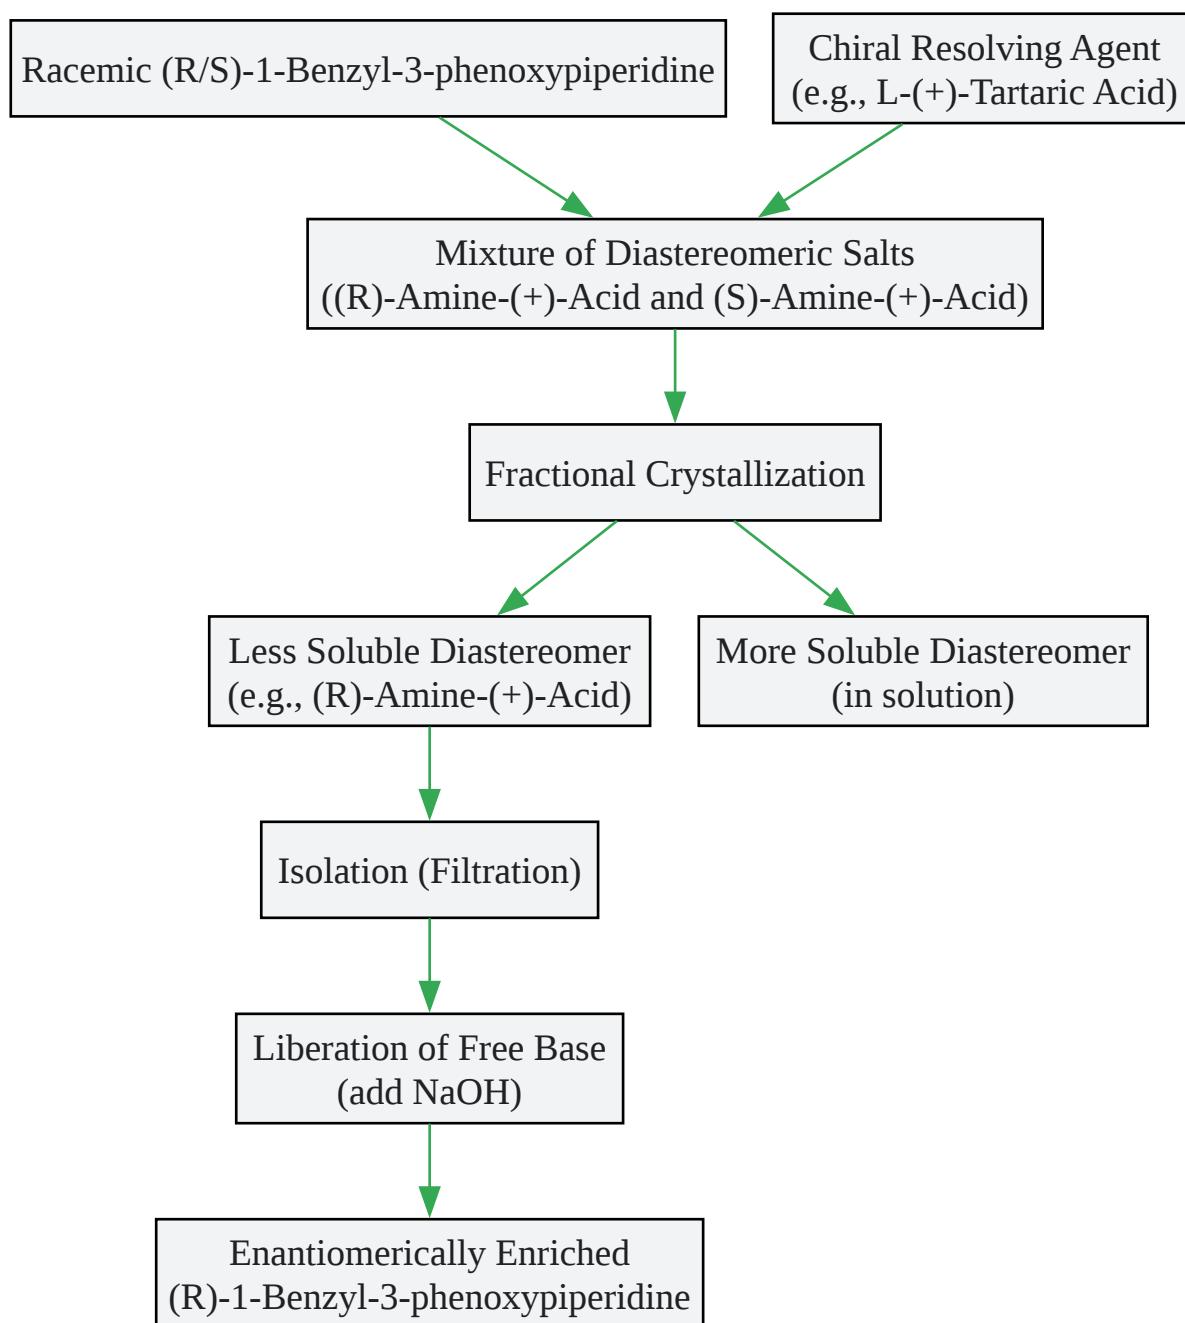 Racemic (R/S)-1-Benzyl-3-phenoxypiperidine
Chiral Resolving Agent
(e.g., L-(+)-Tartaric Acid)
Mixture of Diastereomeric Salts
((R)-Amine-(+)-Acid and (S)-Amine-(+)-Acid)
Fractional Crystallization
Less Soluble Diastereomer
(e.g., (R)-Amine-(+)-Acid)
More Soluble Diastereomer
(in solution)
Isolation (Filtration)
Liberation of Free Base
(add NaOH)
Enantiomerically Enriched
(R)-1-Benzyl-3-phenoxypiperidine